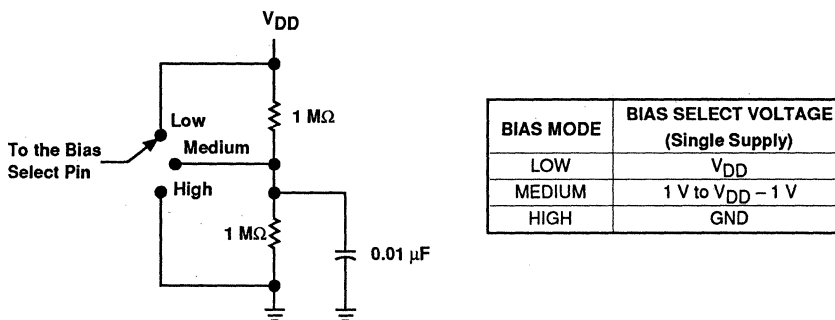 VDD
Low
1 MΩ
To the Bias
Select Pin
Medium
High
1 MΩ
0.01 µF
BIAS MODE
BIAS SELECT VOLTAGE
(Single Supply)
LOW
VDD
MEDIUM
1 V to VDD – 1 V
HIGH
GND